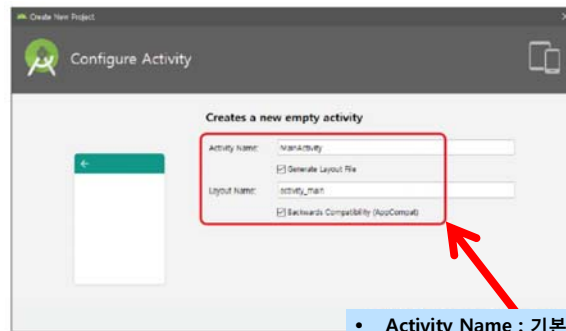 Create New Project
Configure Activity
Creates a new empty activity
Activity Name: MainActivity
Generate Layout File
Layout Name: activity_main
Backwards Compatibility (AppCompat)
• Activity Name : 기본